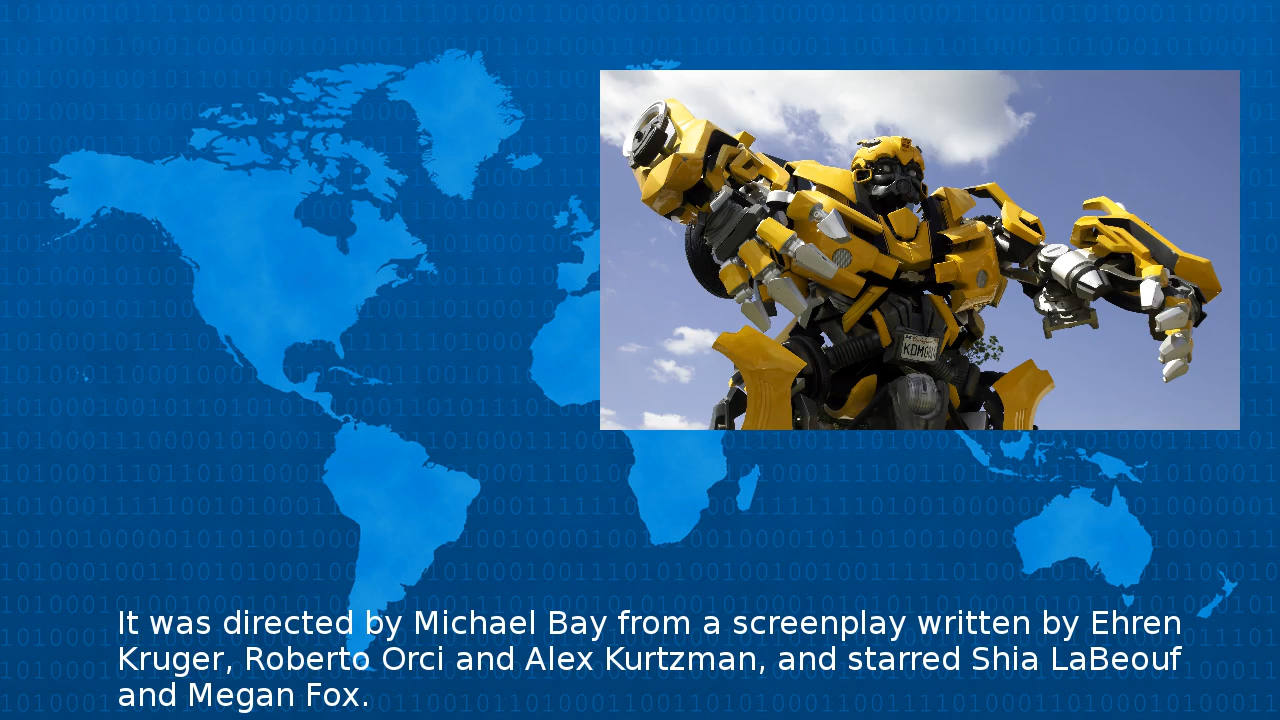 It was directed by Michael Bay from a screenplay written by Ehren
Kruger, Roberto Orci and Alex Kurtzman, and starred Shia LaBeouf
and Megan Fox.